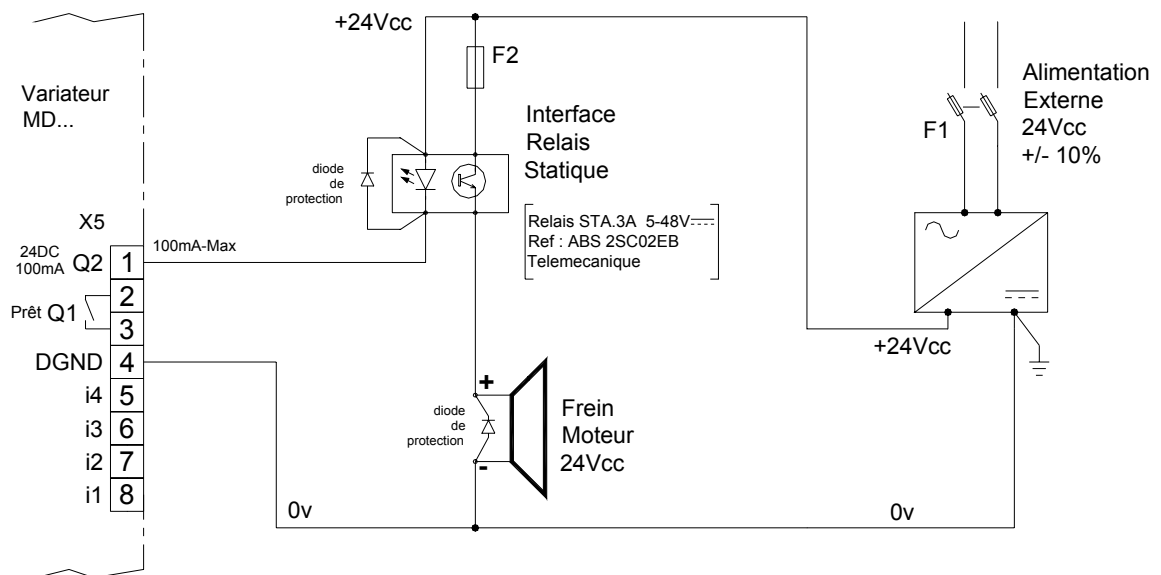 +24Vcc
F2
Variateur
MD...
Interface
Relais
Statique
Alimentation
Externe
24Vcc
+/- 10%
F1
diode
de
protection
Relais STA.3A 5-48V
Ref : ABS 2SC02EB
Telemecanique
X5
24DC
100mA
Q2
1
100mA-Max
2
Prêt Q1
3
DGND
4
i4
5
i3
6
i2
7
i1
8
+24Vcc
+
diode
de
protection
-
Frein
Moteur
24Vcc
0v
0v